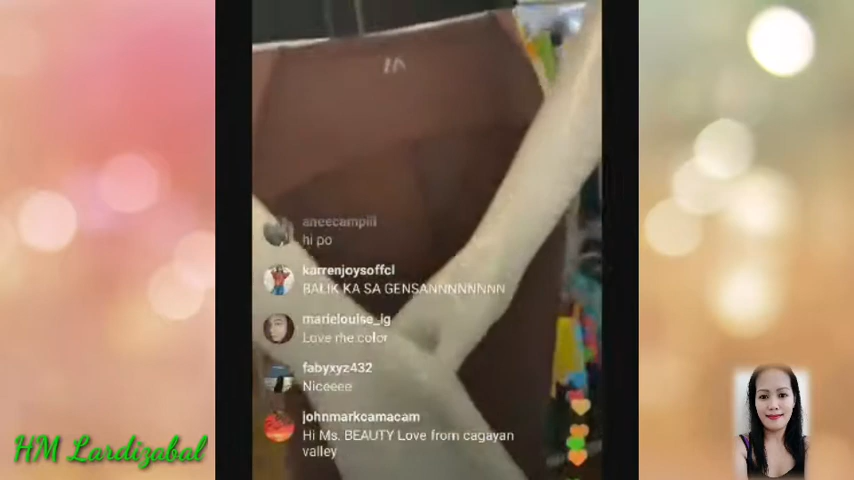 aneecampill
hi po
karrenjoysoffcl
BALIK KA SA GENSANNNNNNNN
marielouise_ig
Love the color
fabyxyz432
Niceeee
johnmarkcamacam
Hi Ms. BEAUTY Love from cagayan
valley
HM Lardizabal